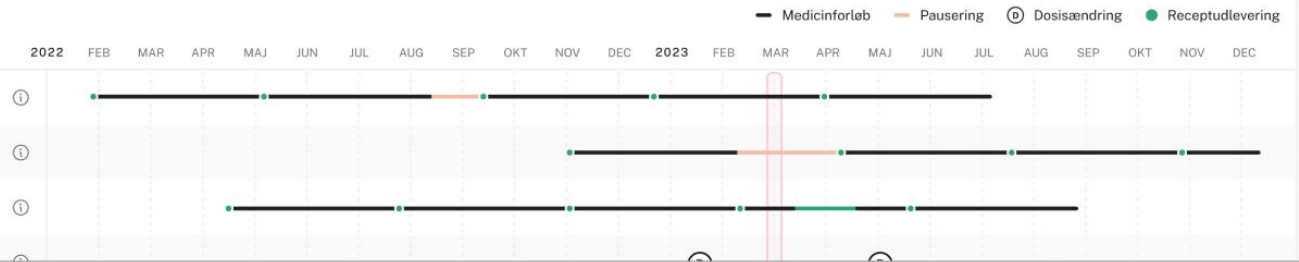 Medicinforløb Pausering D Dosisændring Receptudlevering
2022 FEB MAR APR MAJ JUN JUL AUG SEP OKT NOV DEC 2023 FEB MAR APR MAJ JUN JUL AUG SEP OKT NOV DEC
i
i
i